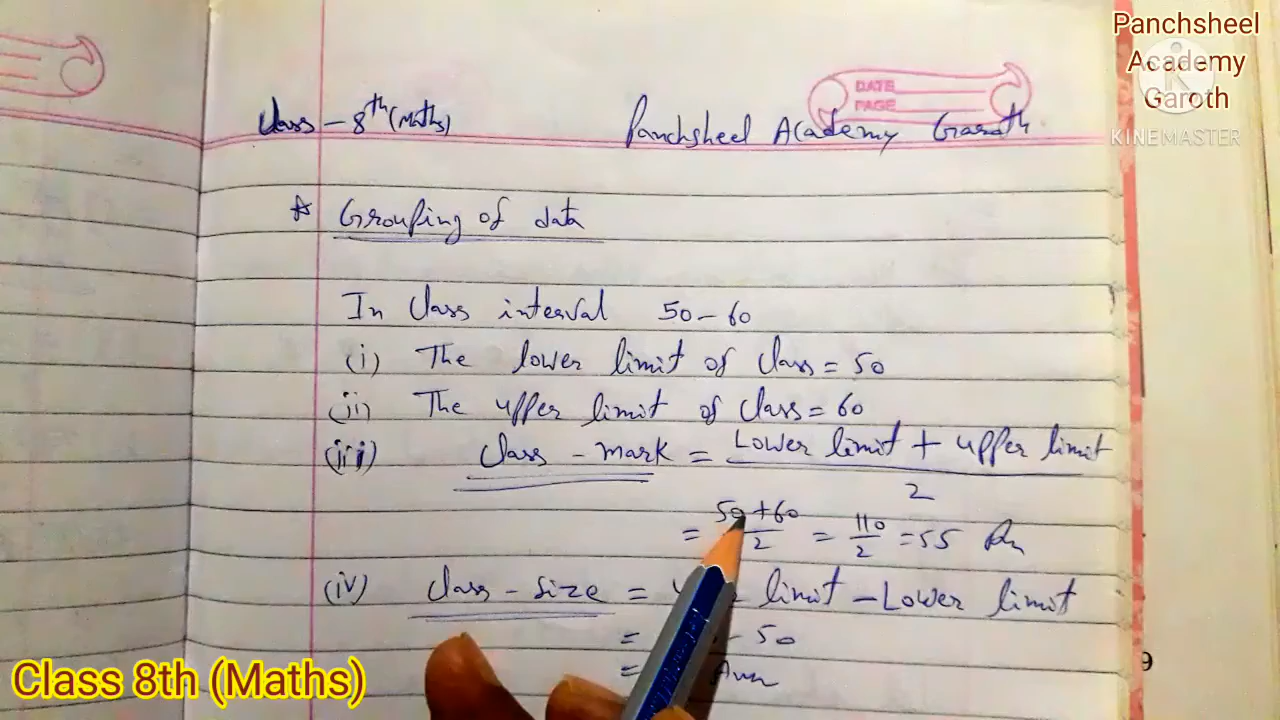 Panchsheel
Academy
Garoth
KINEMASTER
DATE
PAGE
Class - 8th (Maths)
Panchsheel Academy Garoth
* Grouping of data
In Class interval 50-60
(i) The lower limit of class = 50
(ii) The upper limit of class = 60
(iii) Class - mark = Lower limit + upper limit
2
= 50+60 / 2 = 110 / 2 = 55
(iv) Class - size = limit - Lower limit
= - 50
=
9
Class 8th (Maths)